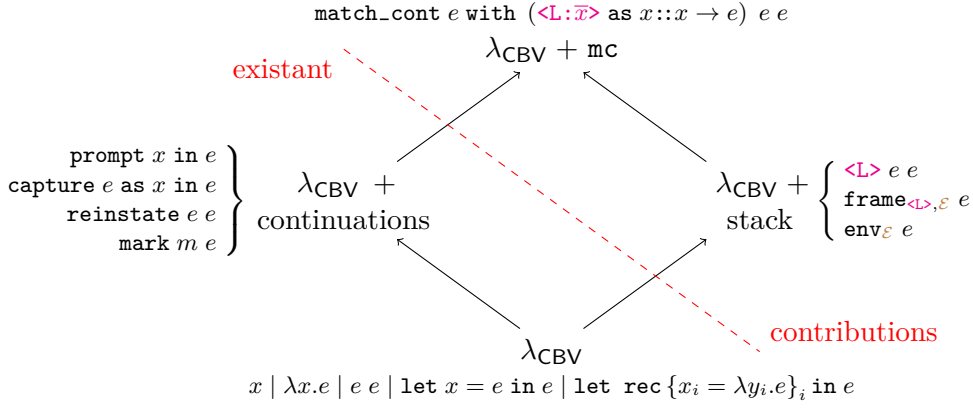 match_cont e with (<L:x̅> as x::x → e) e e
λCBV + mc
existant
prompt x in e
capture e as x in e
reinstate e e
mark m e
λCBV +
continuations
λCBV +
stack
<L> e e
frame<L>,ℰ e
envℰ e
contributions
λCBV
x | λx.e | e e | let x = e in e | let rec {xi = λyi.e}i in e